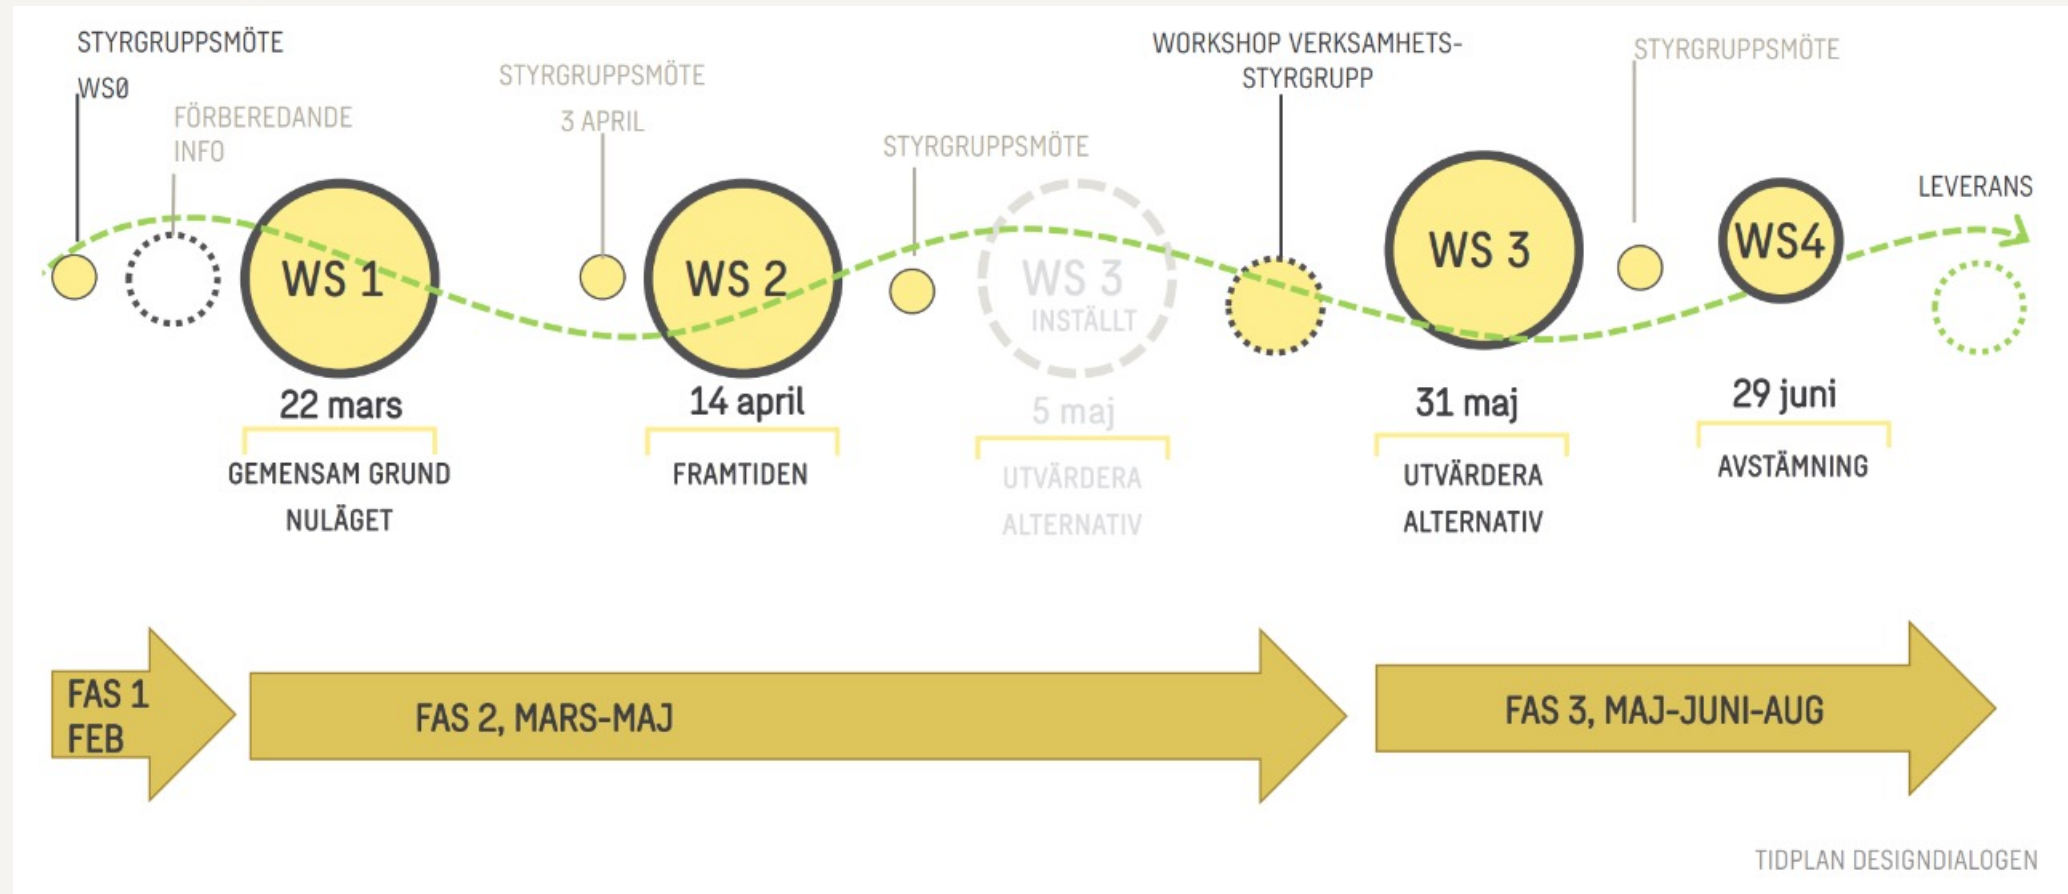 STYRGRUPPSMÖTE
WS0
FÖRBEREDANDE
INFO
STYRGRUPPSMÖTE
3 APRIL
STYRGRUPPSMÖTE
WORKSHOP VERKSAMHETS-
STYRGRUPP
STYRGRUPPSMÖTE
LEVERANS
WS 1
WS 2
WS 3
INSTÄLLT
WS 3
WS4
22 mars
GEMENSAM GRUND
NULÄGET
14 april
FRAMTIDEN
5 maj
UTVÄRDERA
ALTERNATIV
31 maj
UTVÄRDERA
ALTERNATIV
29 juni
AVSTÄMNING
FAS 1
FEB
FAS 2, MARS-MAJ
FAS 3, MAJ-JUNI-AUG
TIDPLAN DESIGNDIALOGEN